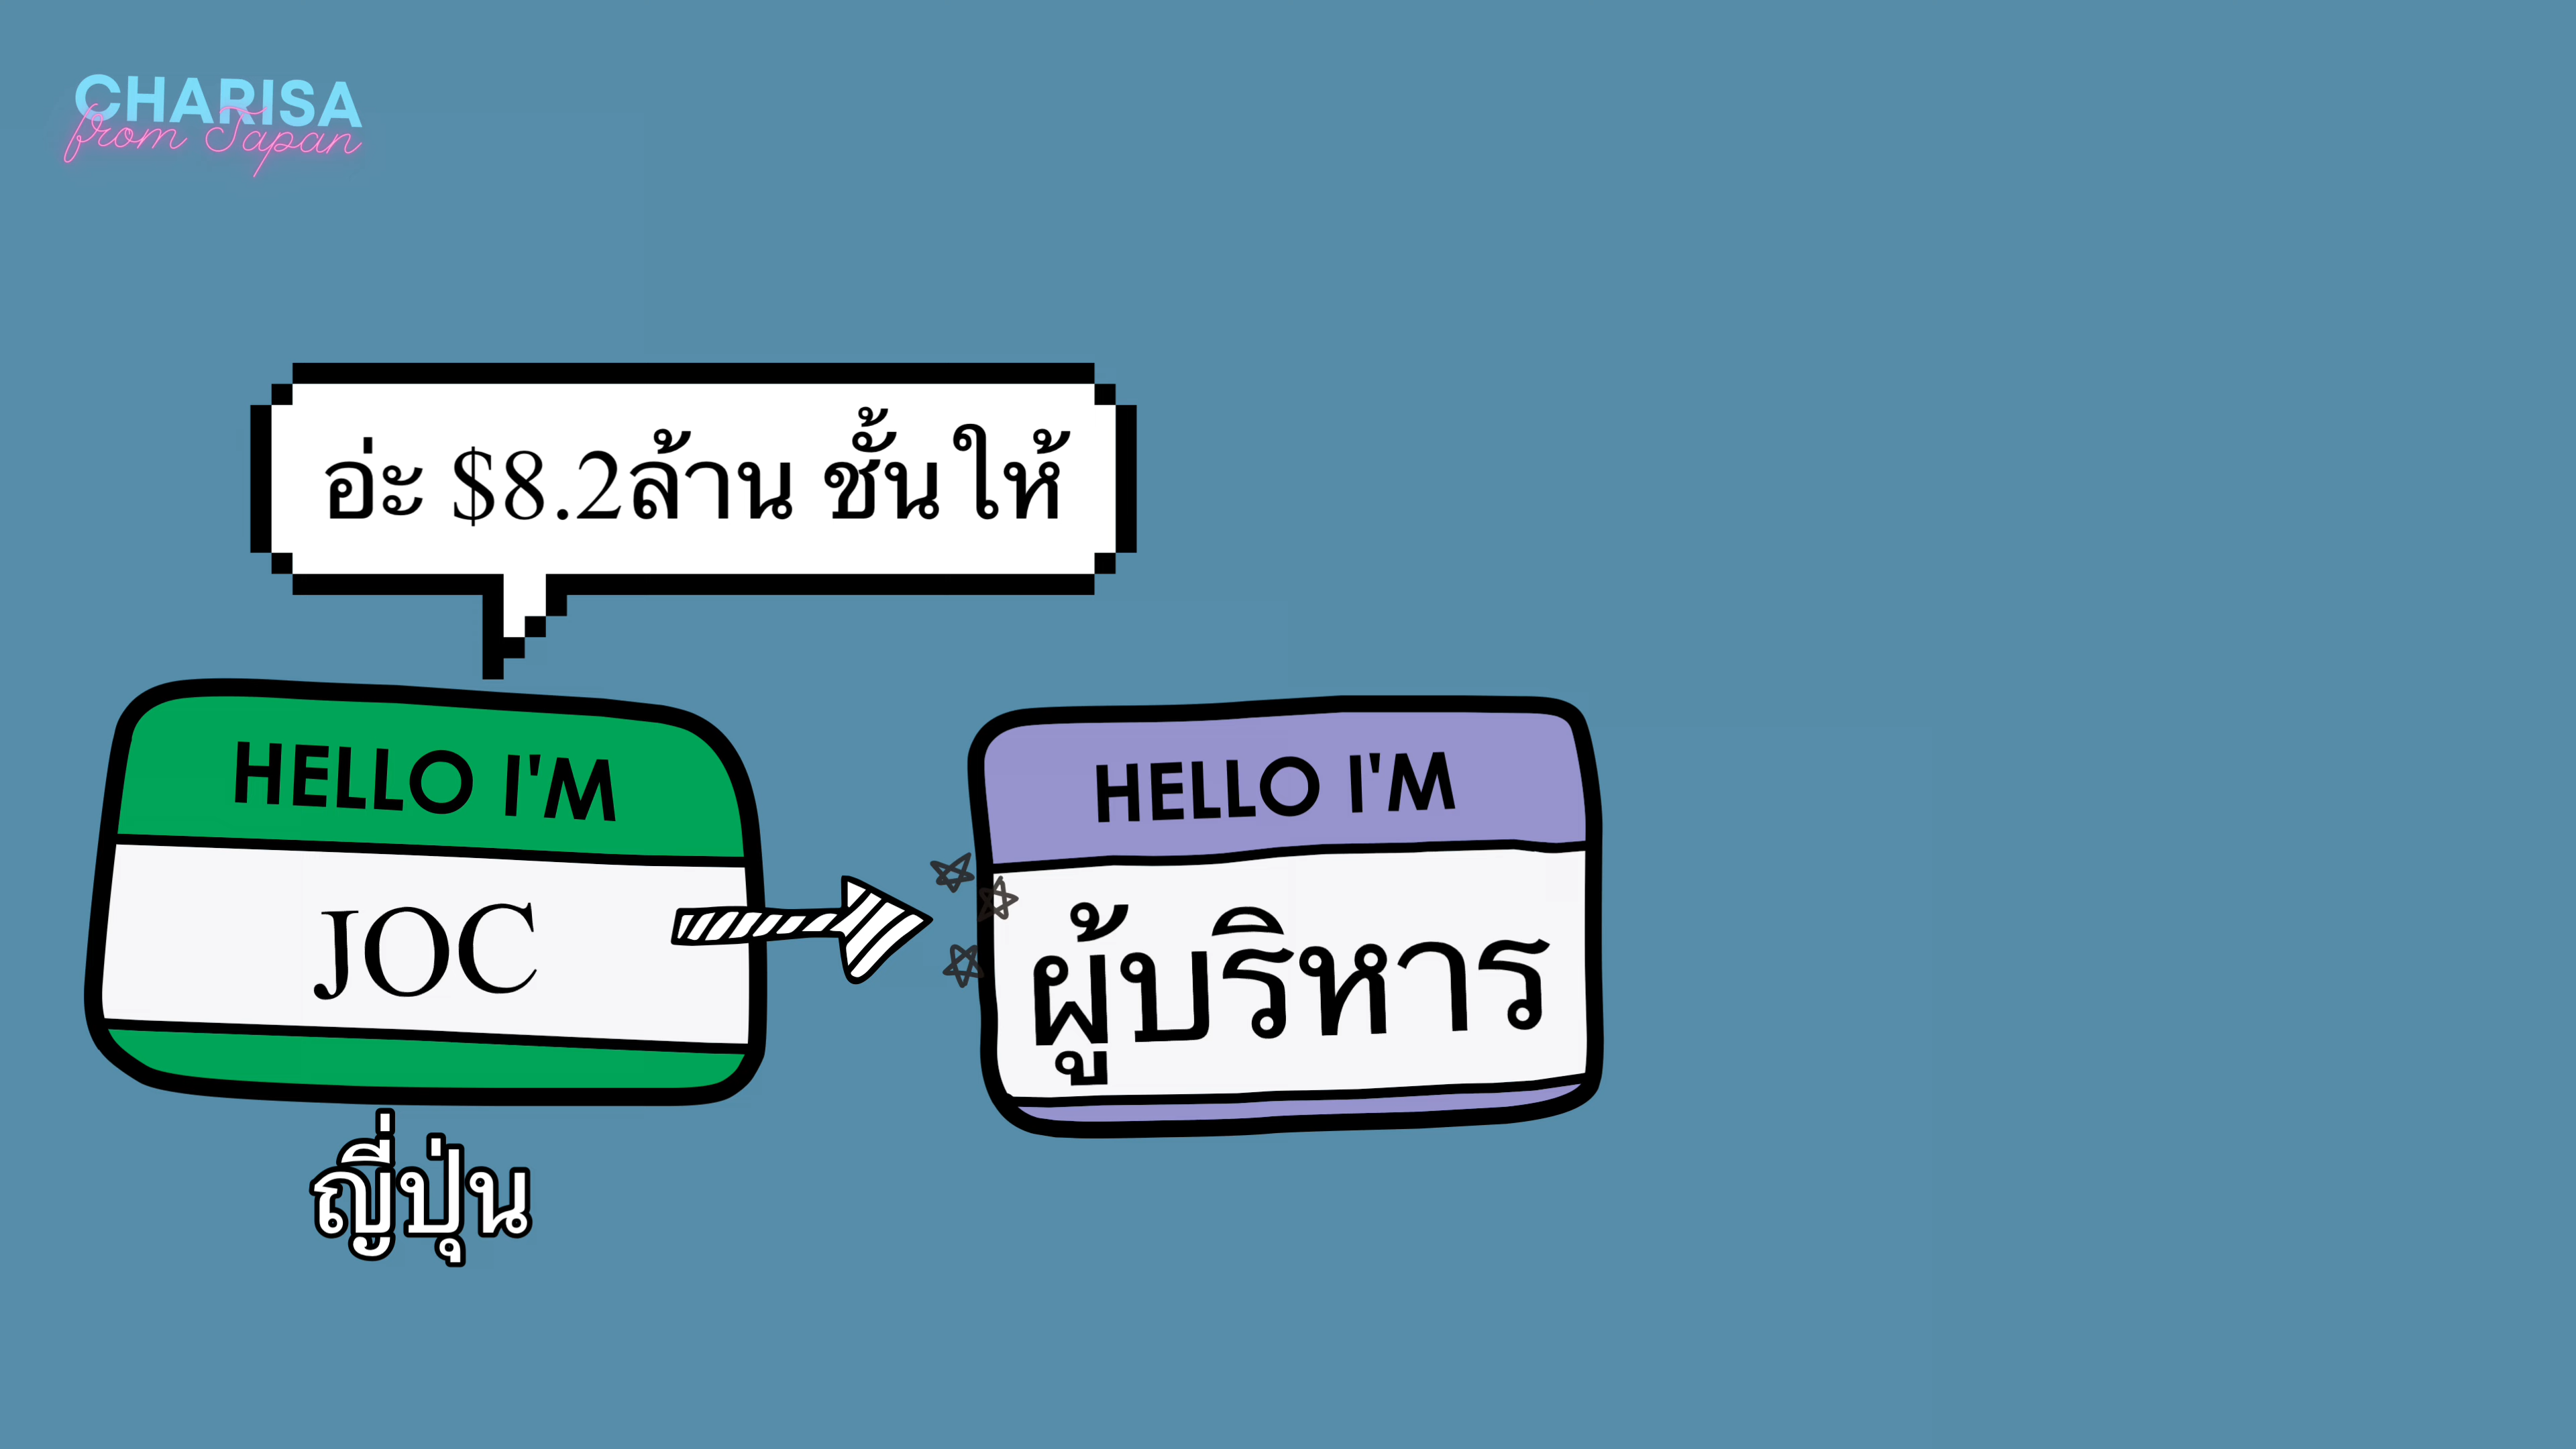 CHARISA
from Japan
อ่ะ $8.2ล้าน ชั้นให้
HELLO I'M
JOC
ญี่ปุ่น
HELLO I'M
ผู้บริหาร